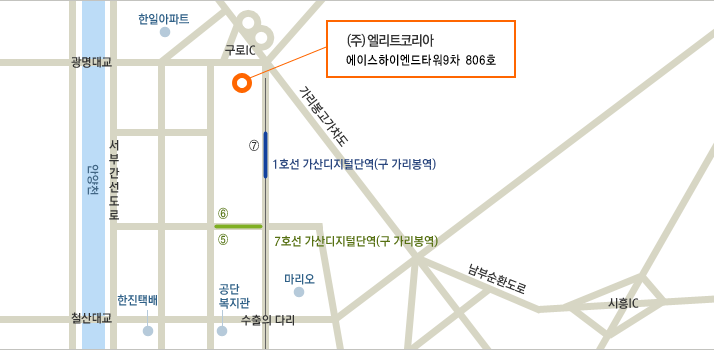 한일아파트
구로IC
(주) 엘리트코리아
에이스하이엔드타워9차 806호
광명대교
가리봉고가차도
⑦
1호선 가산디지털단역(구 가리봉역)
서부간선도로
안양천
⑥
⑤
7호선 가산디지털단역(구 가리봉역)
남부순환도로
마리오
공단
복지관
한진택배
시흥IC
철산대교
수출의 다리